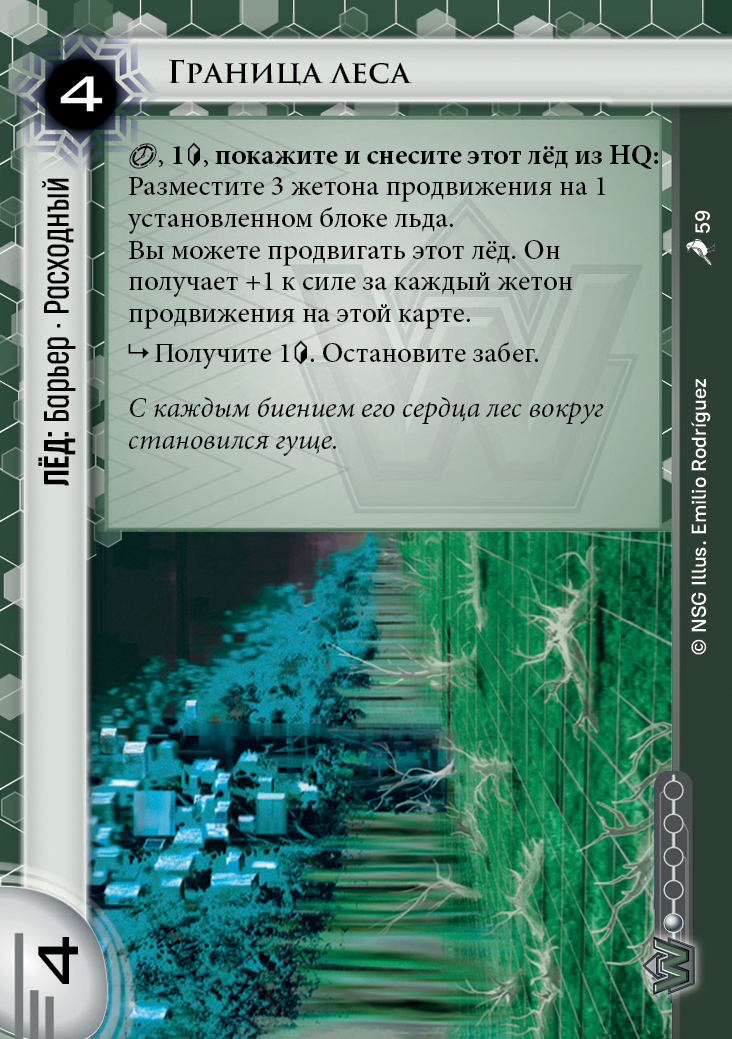 4
Граница леса
, 1, покажите и снесите этот лёд из HQ:
Разместите 3 жетона продвижения на 1
установленном блоке льда.
Вы можете продвигать этот лёд. Он
получает +1 к силе за каждый жетон
продвижения на этой карте.
↳ Получите 1. Остановите забег.
С каждым биением его сердца лес вокруг
становился гуще.
ЛЁД: Барьер · Расходный
4
59
© NSG Illus. Emilio Rodríguez
W